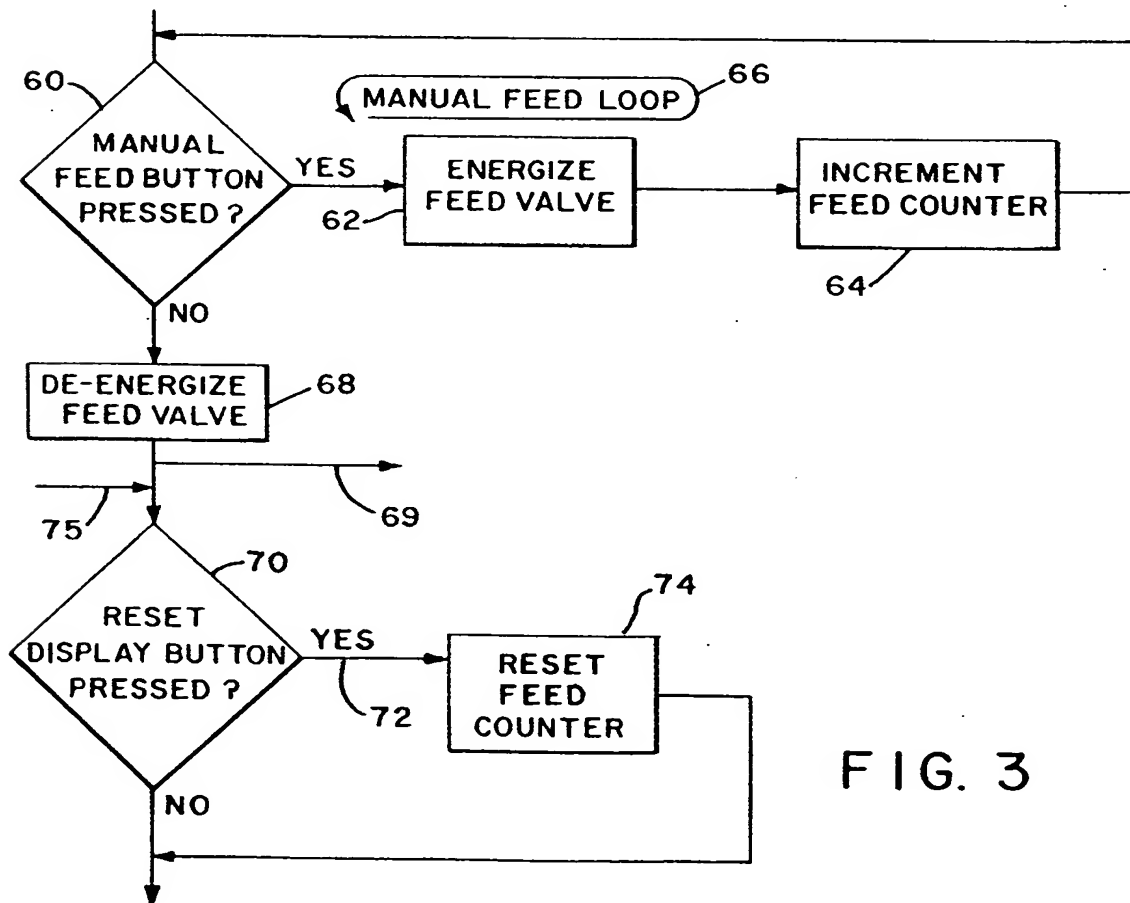 60
MANUAL
FEED BUTTON
PRESSED ?
YES
MANUAL FEED LOOP
66
ENERGIZE
FEED VALVE
62
INCREMENT
FEED COUNTER
64
NO
DE-ENERGIZE
FEED VALVE
68
75
69
70
RESET
DISPLAY BUTTON
PRESSED ?
YES
72
74
RESET
FEED
COUNTER
NO
FIG. 3